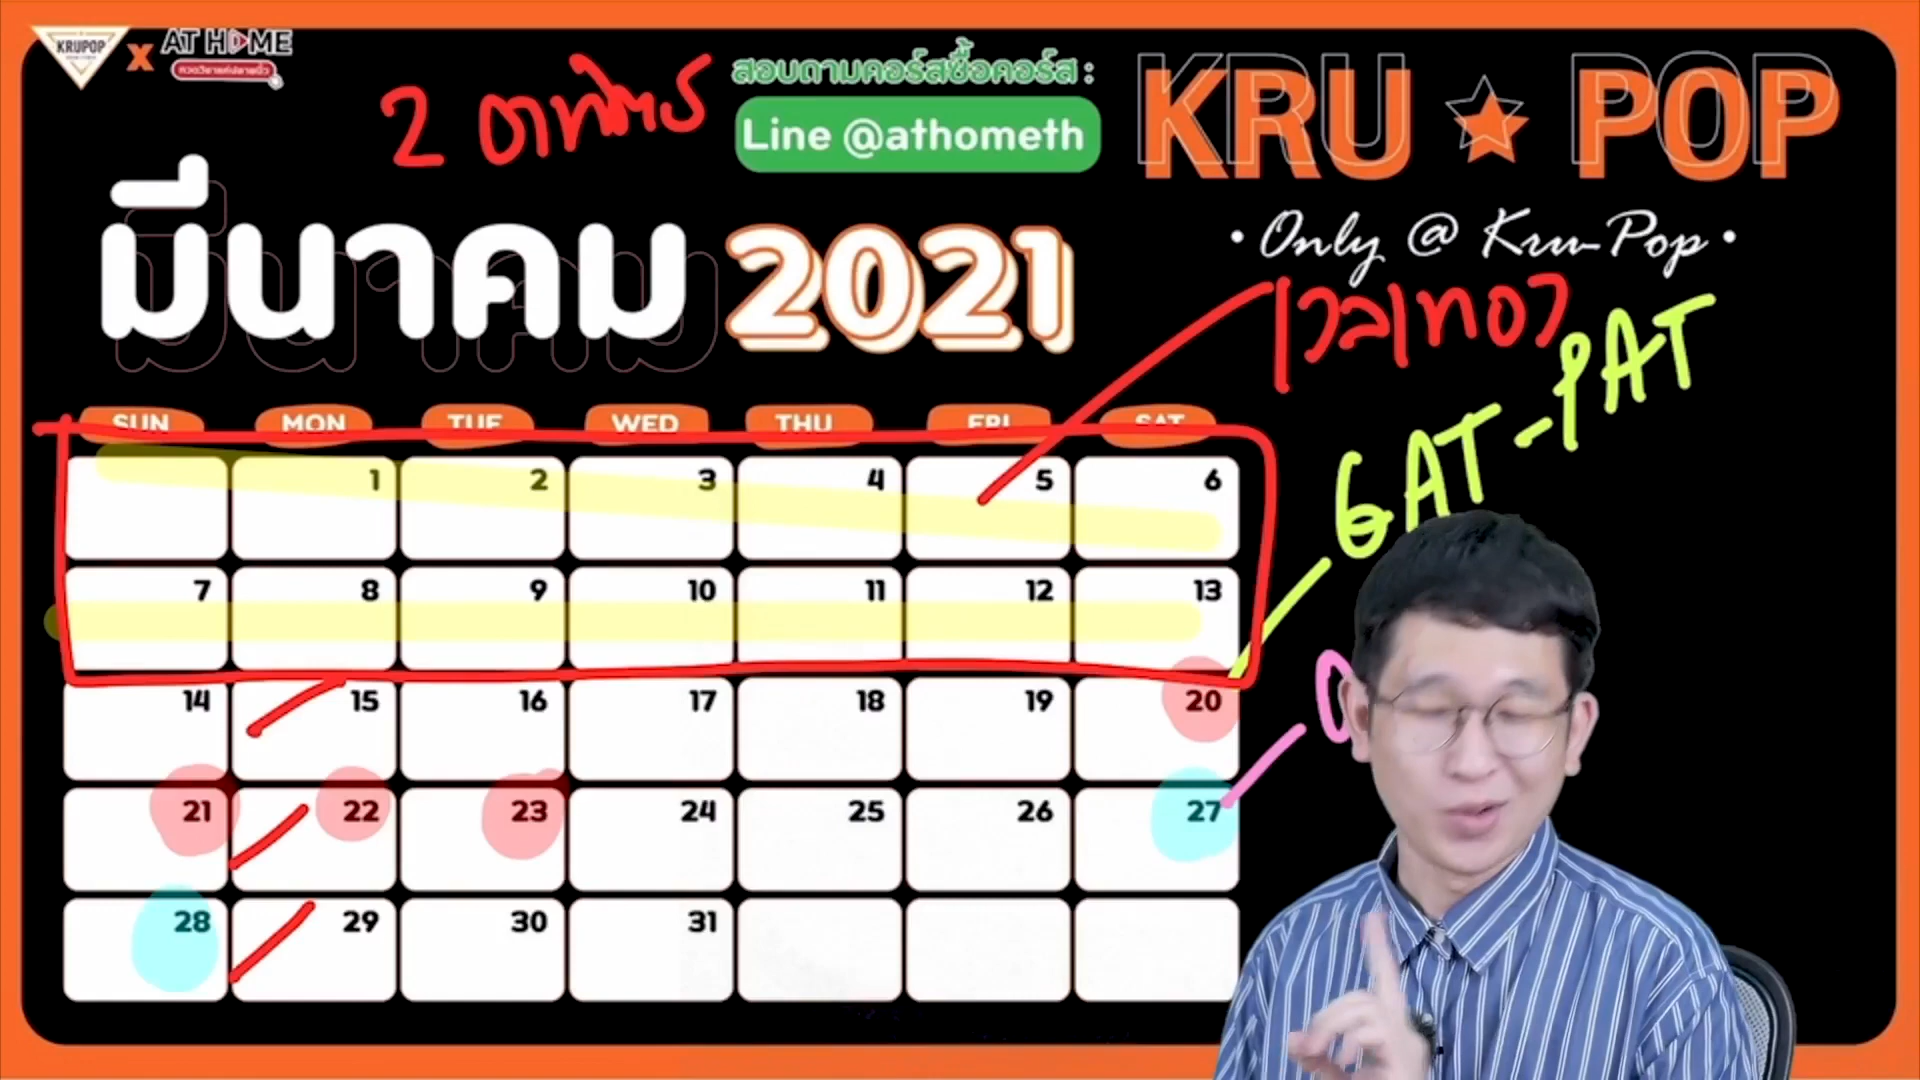 KRUPOP
x
AT HOME
2 อาทิตย์
สอบถามคอร์สซื้อคอร์ส :
Line @athometh
KRU POP
• Only @ Kru-Pop •
มีนาคม 2021
เวลาทอง
GAT-PAT
SUN MON TUE WED THU FRI SAT
1 2 3 4 5 6
7 8 9 10 11 12 13
14 15 16 17 18 19 20
21 22 23 24 25 26 27
28 29 30 31